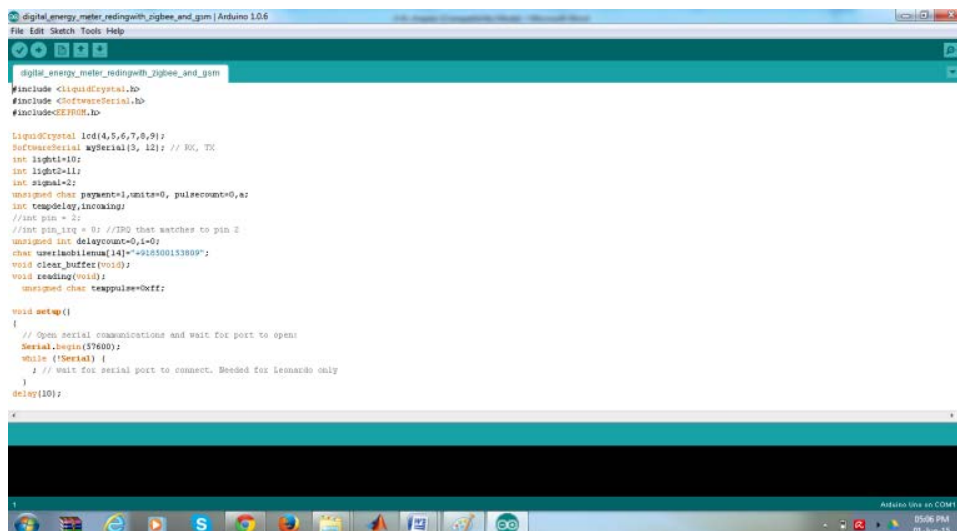 digital_energy_meter_redingwith_zigbee_and_gsm | Arduino 1.0.6
File Edit Sketch Tools Help
digital_energy_meter_redingwith_zigbee_and_gsm
#include <LiquidCrystal.h>
#include <SoftwareSerial.h>
#include<EEPROM.h>
LiquidCrystal lcd(4,5,6,7,8,9);
SoftwareSerial mySerial(3, 12); // RX, TX
int light1=10;
int light2=11;
int signal=2;
unsigned char payment=1,units=0, pulsecount=0,a;
int tempdelay,incoming;
//int pin = 2;
//int pin_irq = 0; //IRQ that matches to pin 2
unsigned int delaycount=0,i=0;
char user1mobilenum[14]="+918500153809";
void clear_buffer(void);
void reading(void);
unsigned char temppulse=0xff;
void setup()
{
// Open serial communications and wait for port to open:
Serial.begin(57600);
while (!Serial) {
; // wait for serial port to connect. Needed for Leonardo only
}
delay(10);
1
Arduino Uno on COM1
05:06 PM